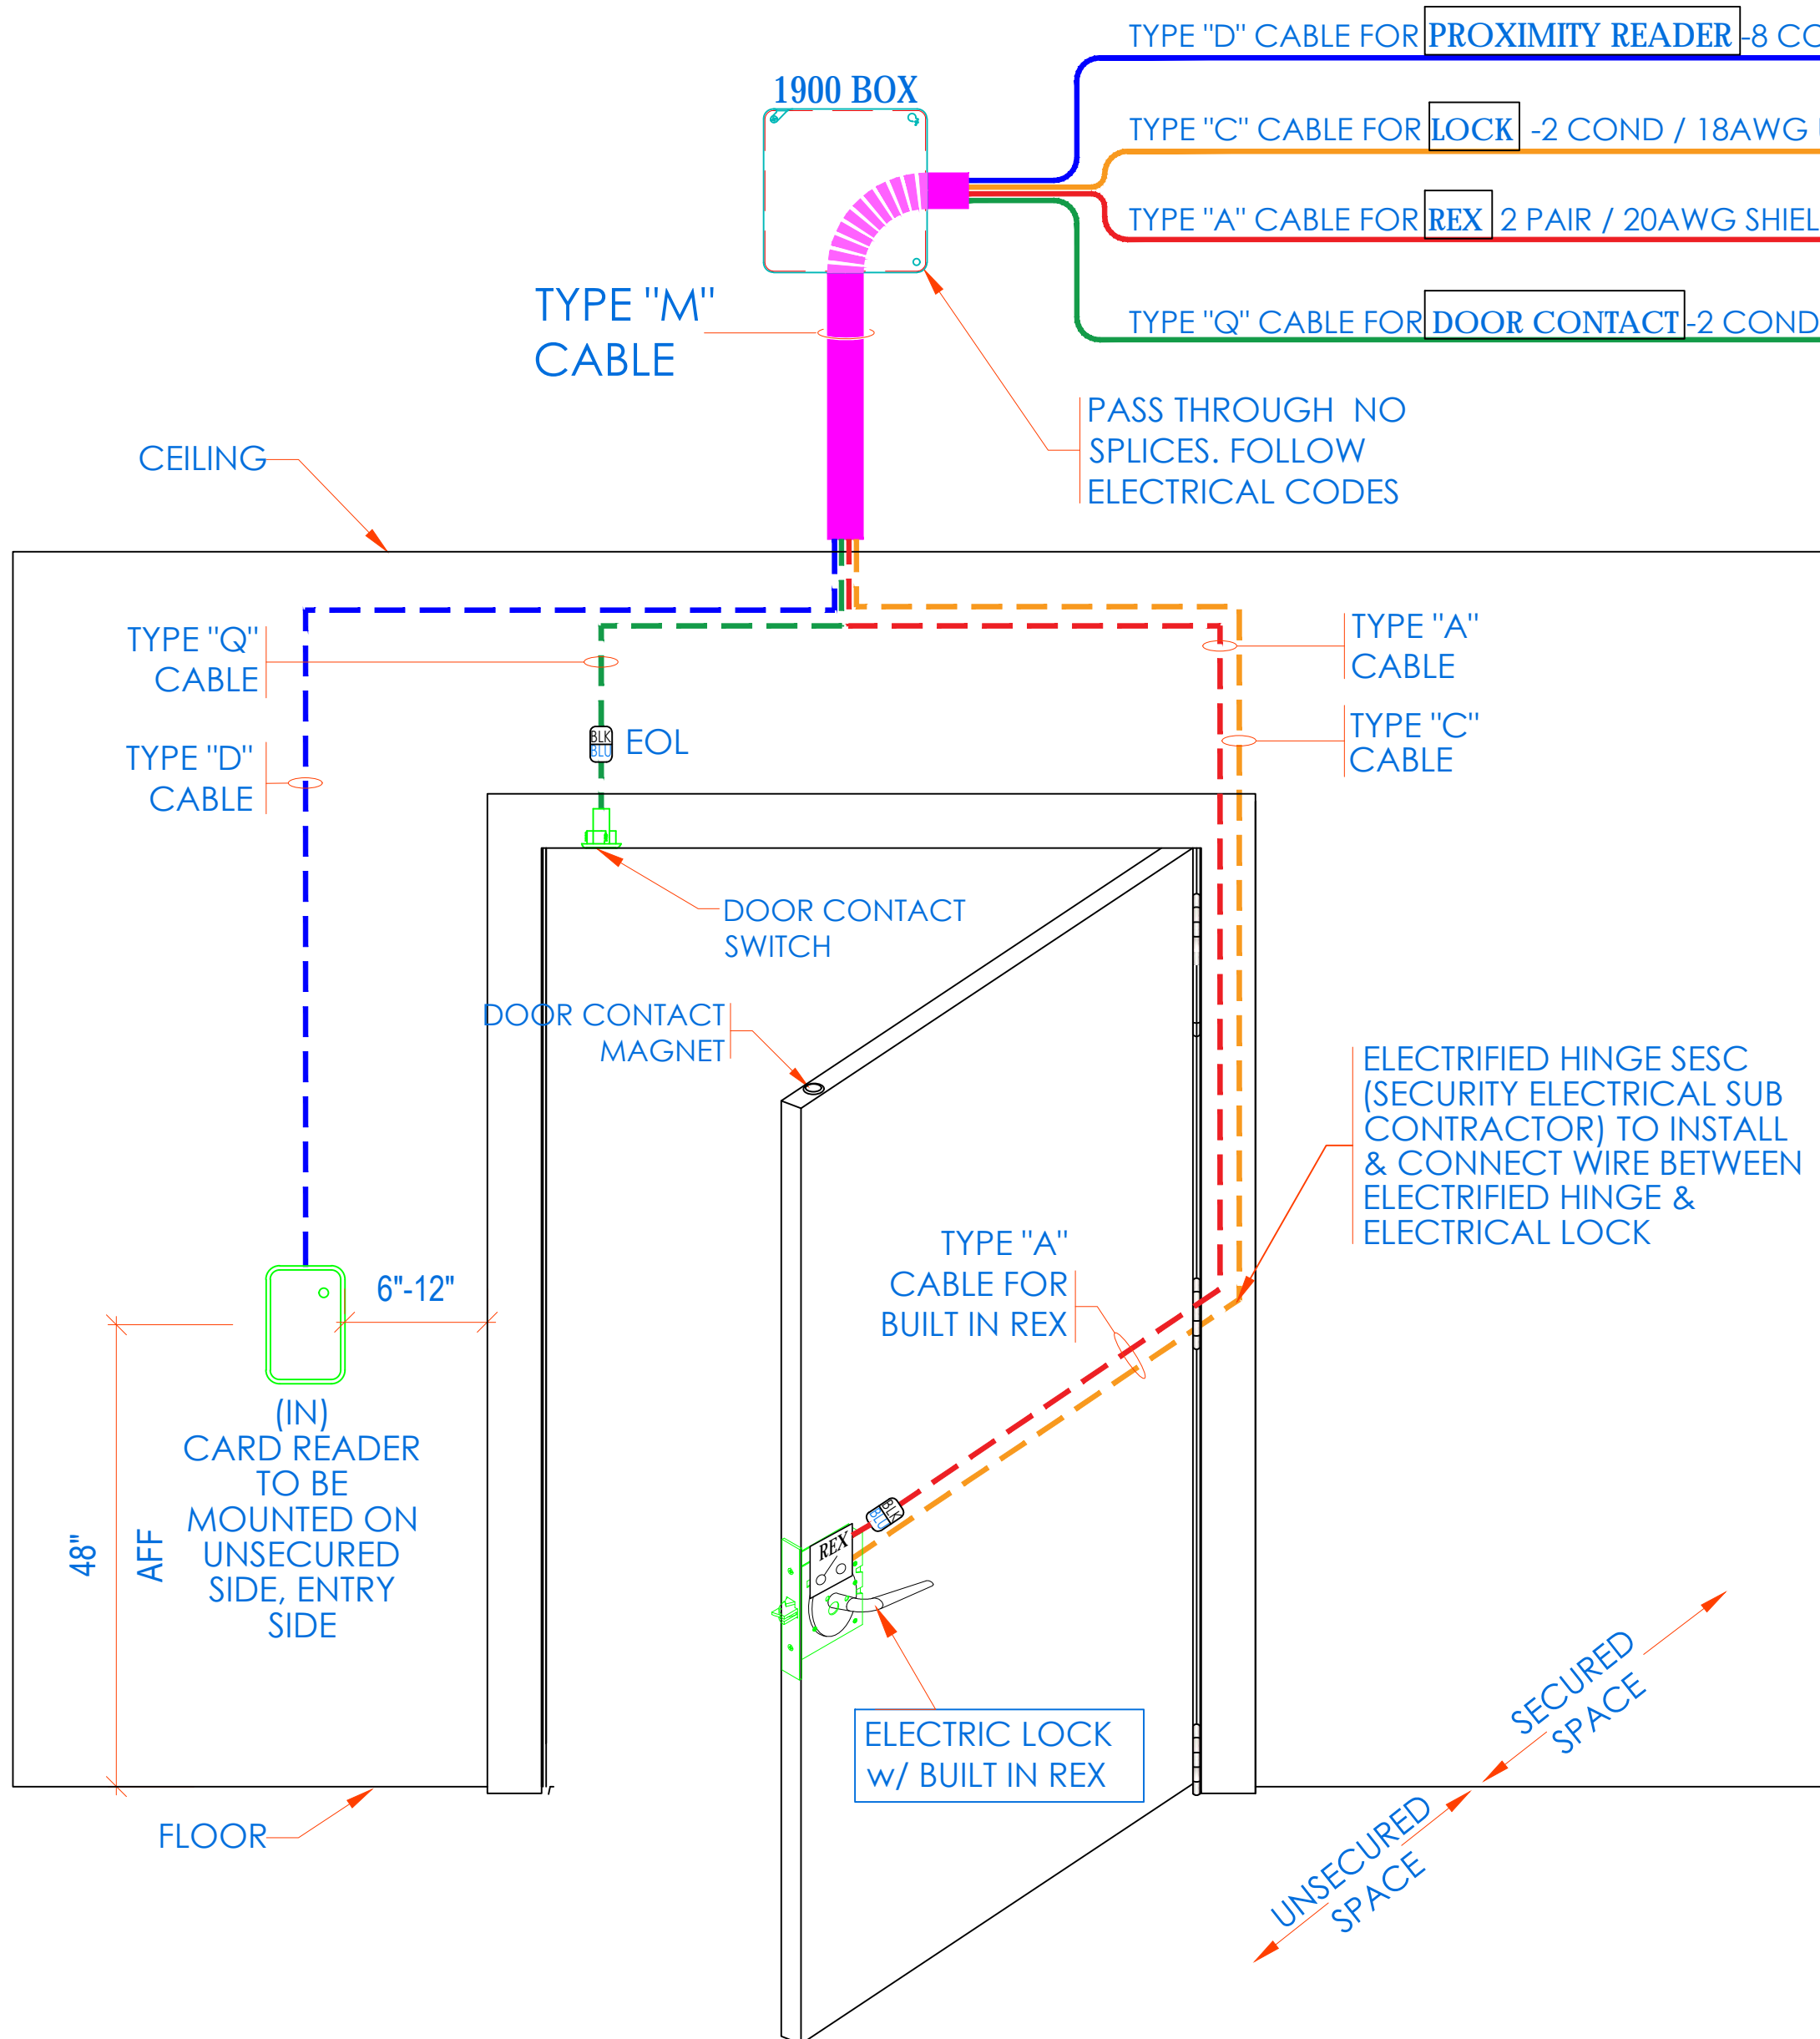 TYPE "D" CABLE FOR PROXIMITY READER -8 CO
1900 BOX
TYPE "C" CABLE FOR LOCK -2 COND / 18AWG
TYPE "A" CABLE FOR REX 2 PAIR / 20AWG SHIEL
TYPE "Q" CABLE FOR DOOR CONTACT -2 COND
TYPE "M"
CABLE
PASS THROUGH NO
SPLICES. FOLLOW
ELECTRICAL CODES
CEILING
TYPE "Q"
CABLE
TYPE "A"
CABLE
TYPE "D"
CABLE
BLK
BLU
EOL
TYPE "C"
CABLE
DOOR CONTACT
SWITCH
DOOR CONTACT
MAGNET
ELECTRIFIED HINGE SESC
(SECURITY ELECTRICAL SUB
CONTRACTOR) TO INSTALL
& CONNECT WIRE BETWEEN
ELECTRIFIED HINGE &
ELECTRICAL LOCK
TYPE "A"
CABLE FOR
BUILT IN REX
6"-12"
(IN)
CARD READER
TO BE
MOUNTED ON
UNSECURED
SIDE, ENTRY
SIDE
48"
AFF
BLK
BLU
REX
ELECTRIC LOCK
w/ BUILT IN REX
SECURED
SPACE
UNSECURED
SPACE
FLOOR